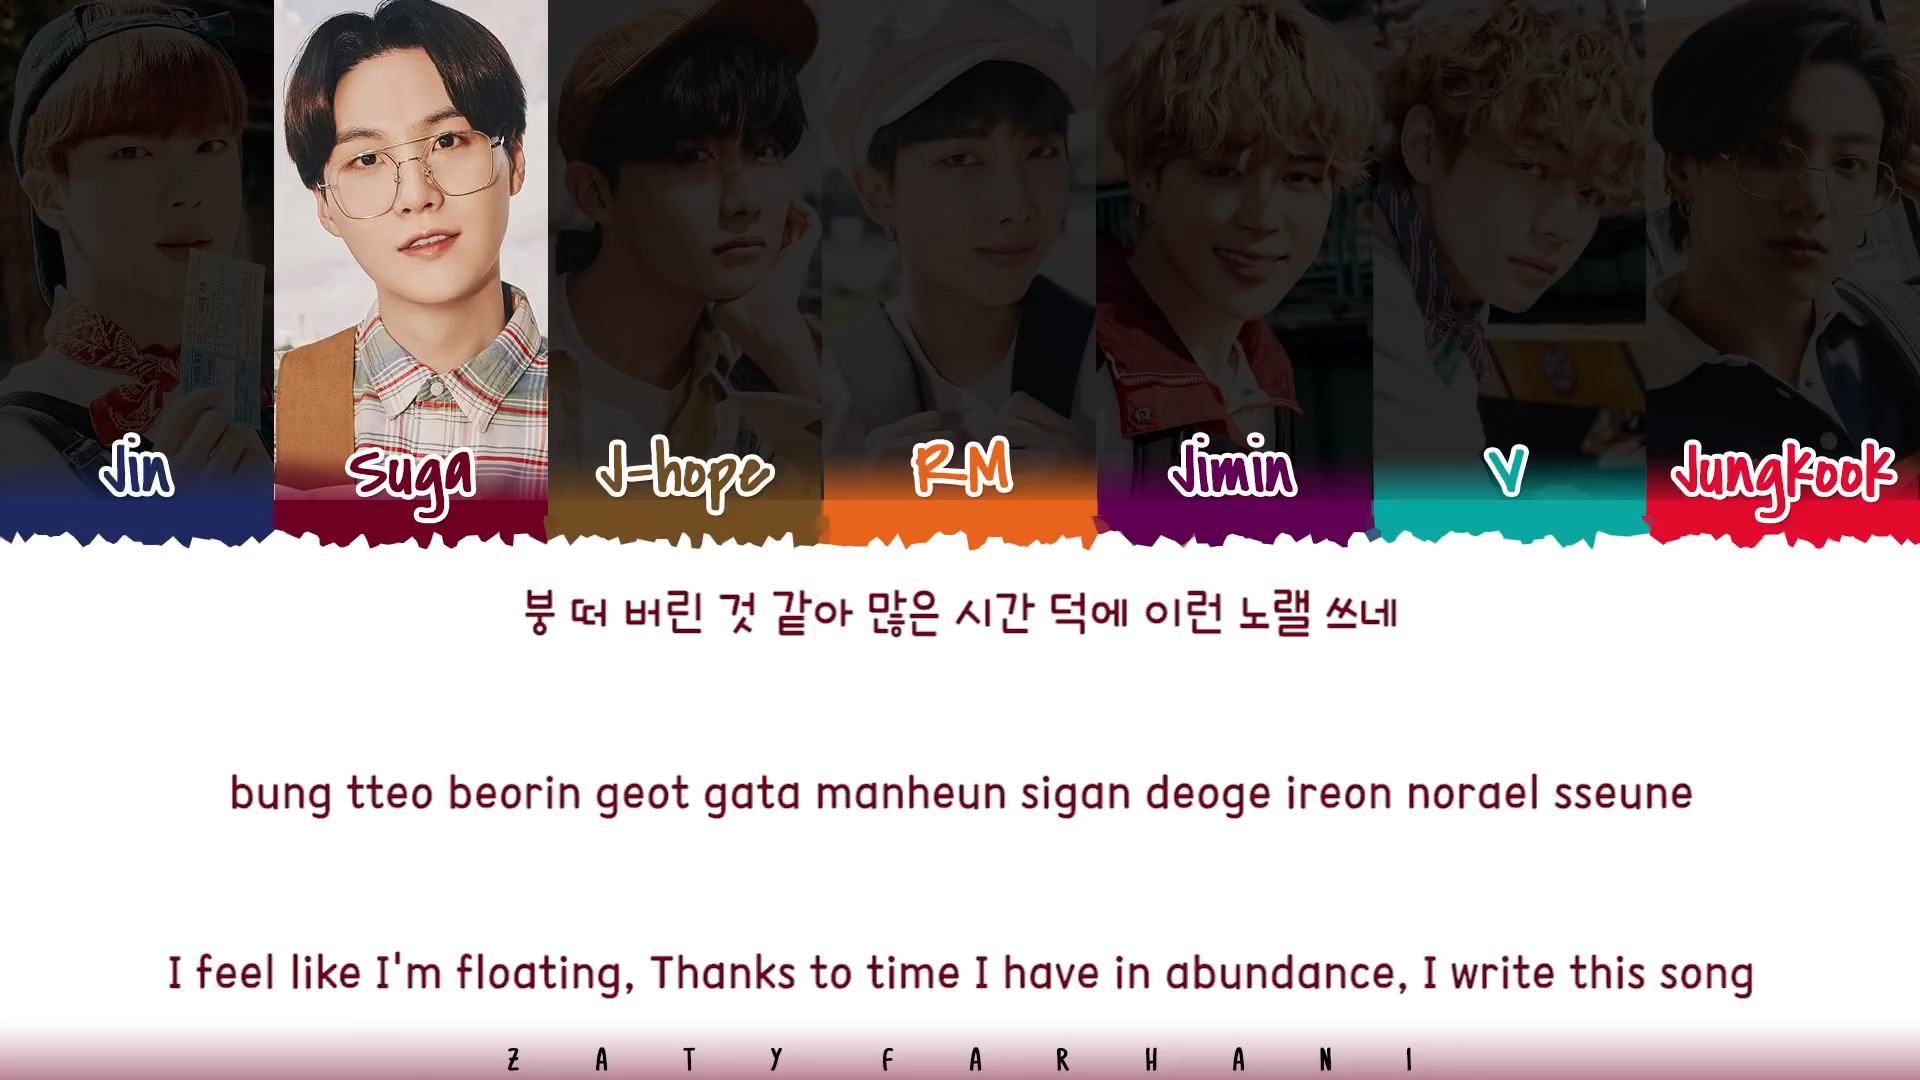 Jin Suga J-hope RM Jimin V Jungkook
붕 떠 버린 것 같아 많은 시간 덕에 이런 노랠 쓰네
bung tteo beorin geot gata manheun sigan deoge ireon norael sseune
I feel like I'm floating, Thanks to time I have in abundance, I write this song
ZATY FARHANI